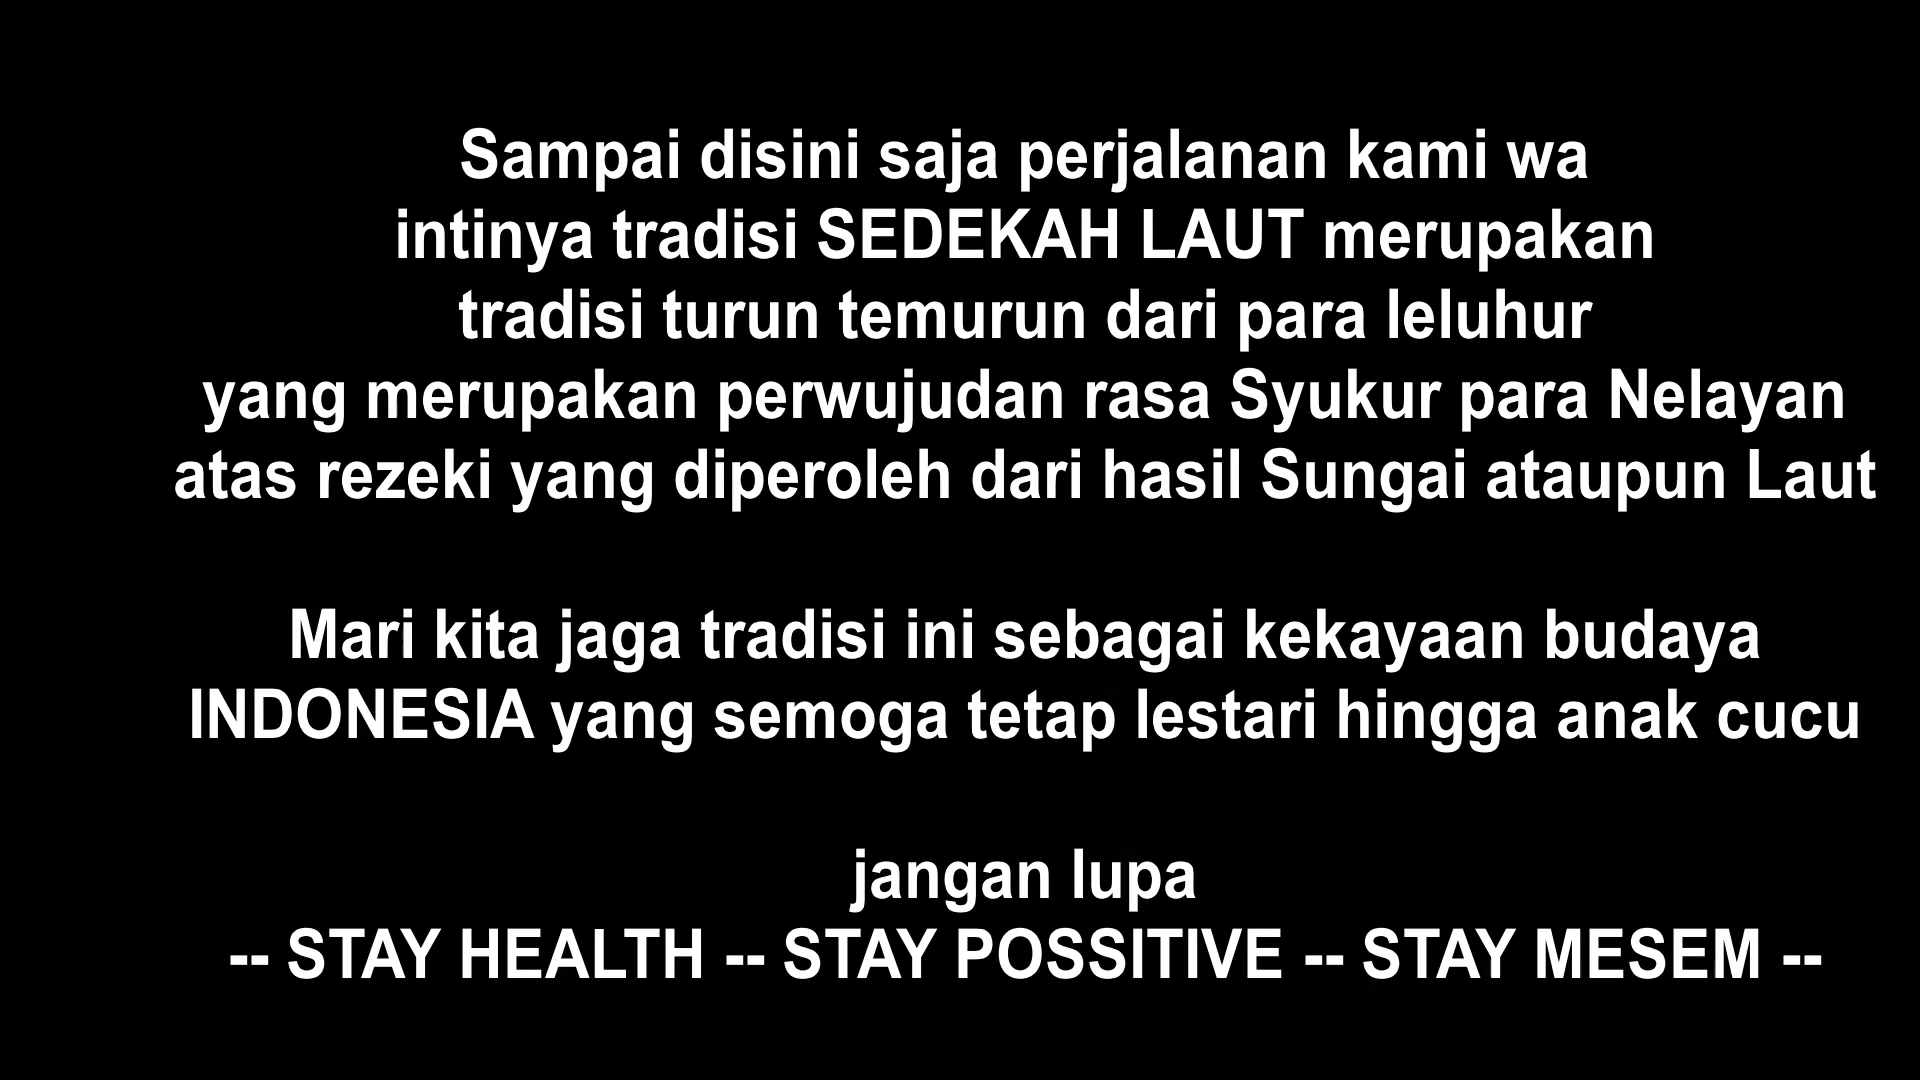 Sampai disini saja perjalanan kami wa
intinya tradisi SEDEKAH LAUT merupakan
tradisi turun temurun dari para leluhur
yang merupakan perwujudan rasa Syukur para Nelayan
atas rezeki yang diperoleh dari hasil Sungai ataupun Laut
Mari kita jaga tradisi ini sebagai kekayaan budaya
INDONESIA yang semoga tetap lestari hingga anak cucu
jangan lupa
-- STAY HEALTH -- STAY POSSITIVE -- STAY MESEM --